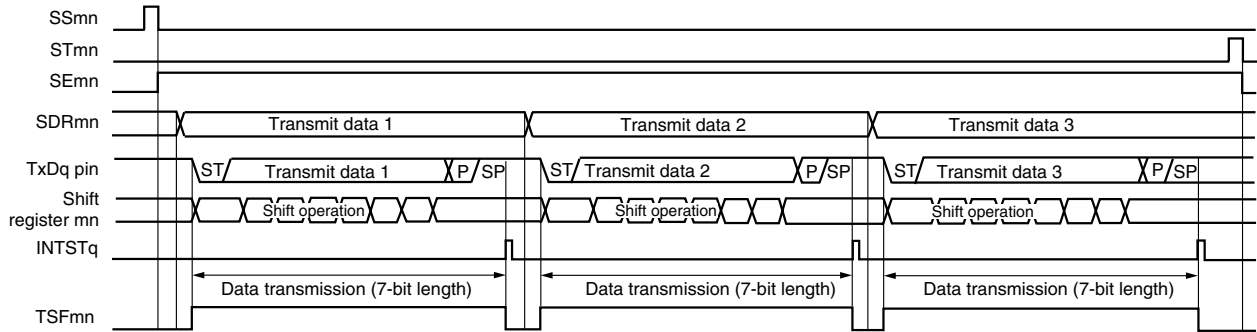 SSmn
STmn
SEmn
SDRmn Transmit data 1 Transmit data 2 Transmit data 3
TxDq pin ST Transmit data 1 P SP ST Transmit data 2 P SP ST Transmit data 3 P SP
Shift
register mn Shift operation Shift operation Shift operation
INTSTq
Data transmission (7-bit length) Data transmission (7-bit length) Data transmission (7-bit length)
TSFmn